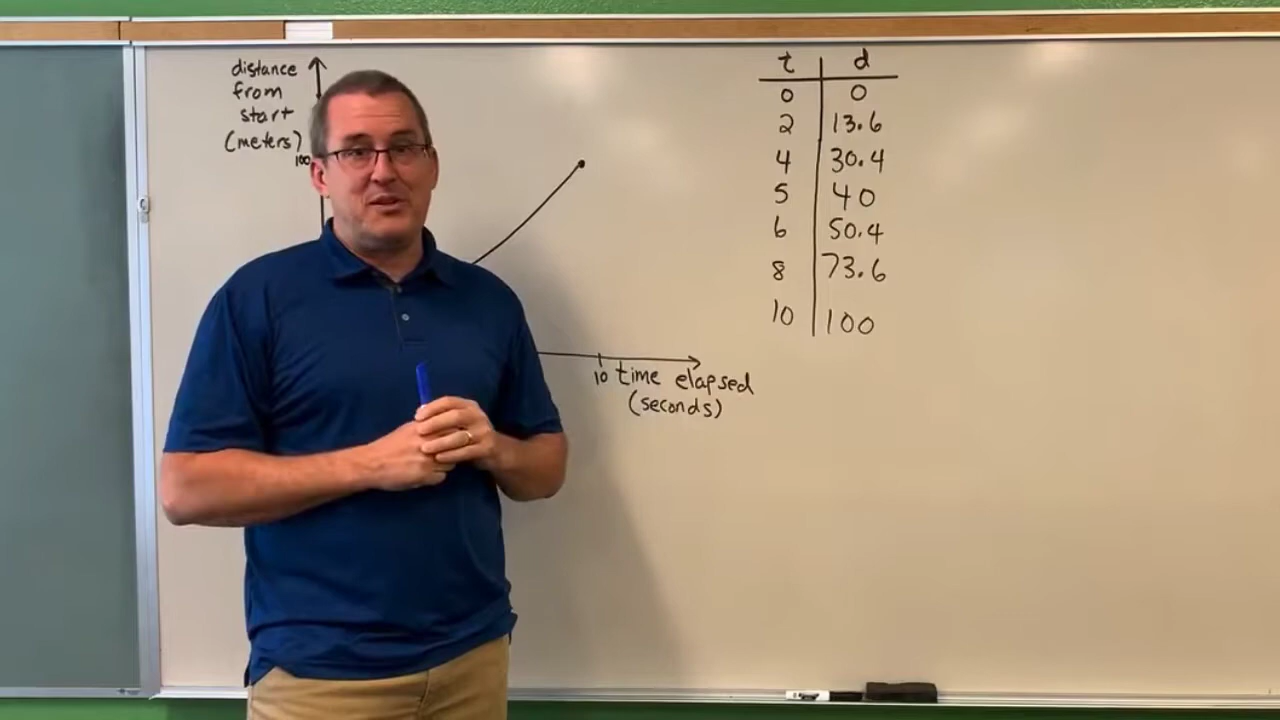 distance
from
start
(meters)
100
10 time elapsed
(seconds)
t d
0 0
2 13.6
4 30.4
5 40
6 50.4
8 73.6
10 100